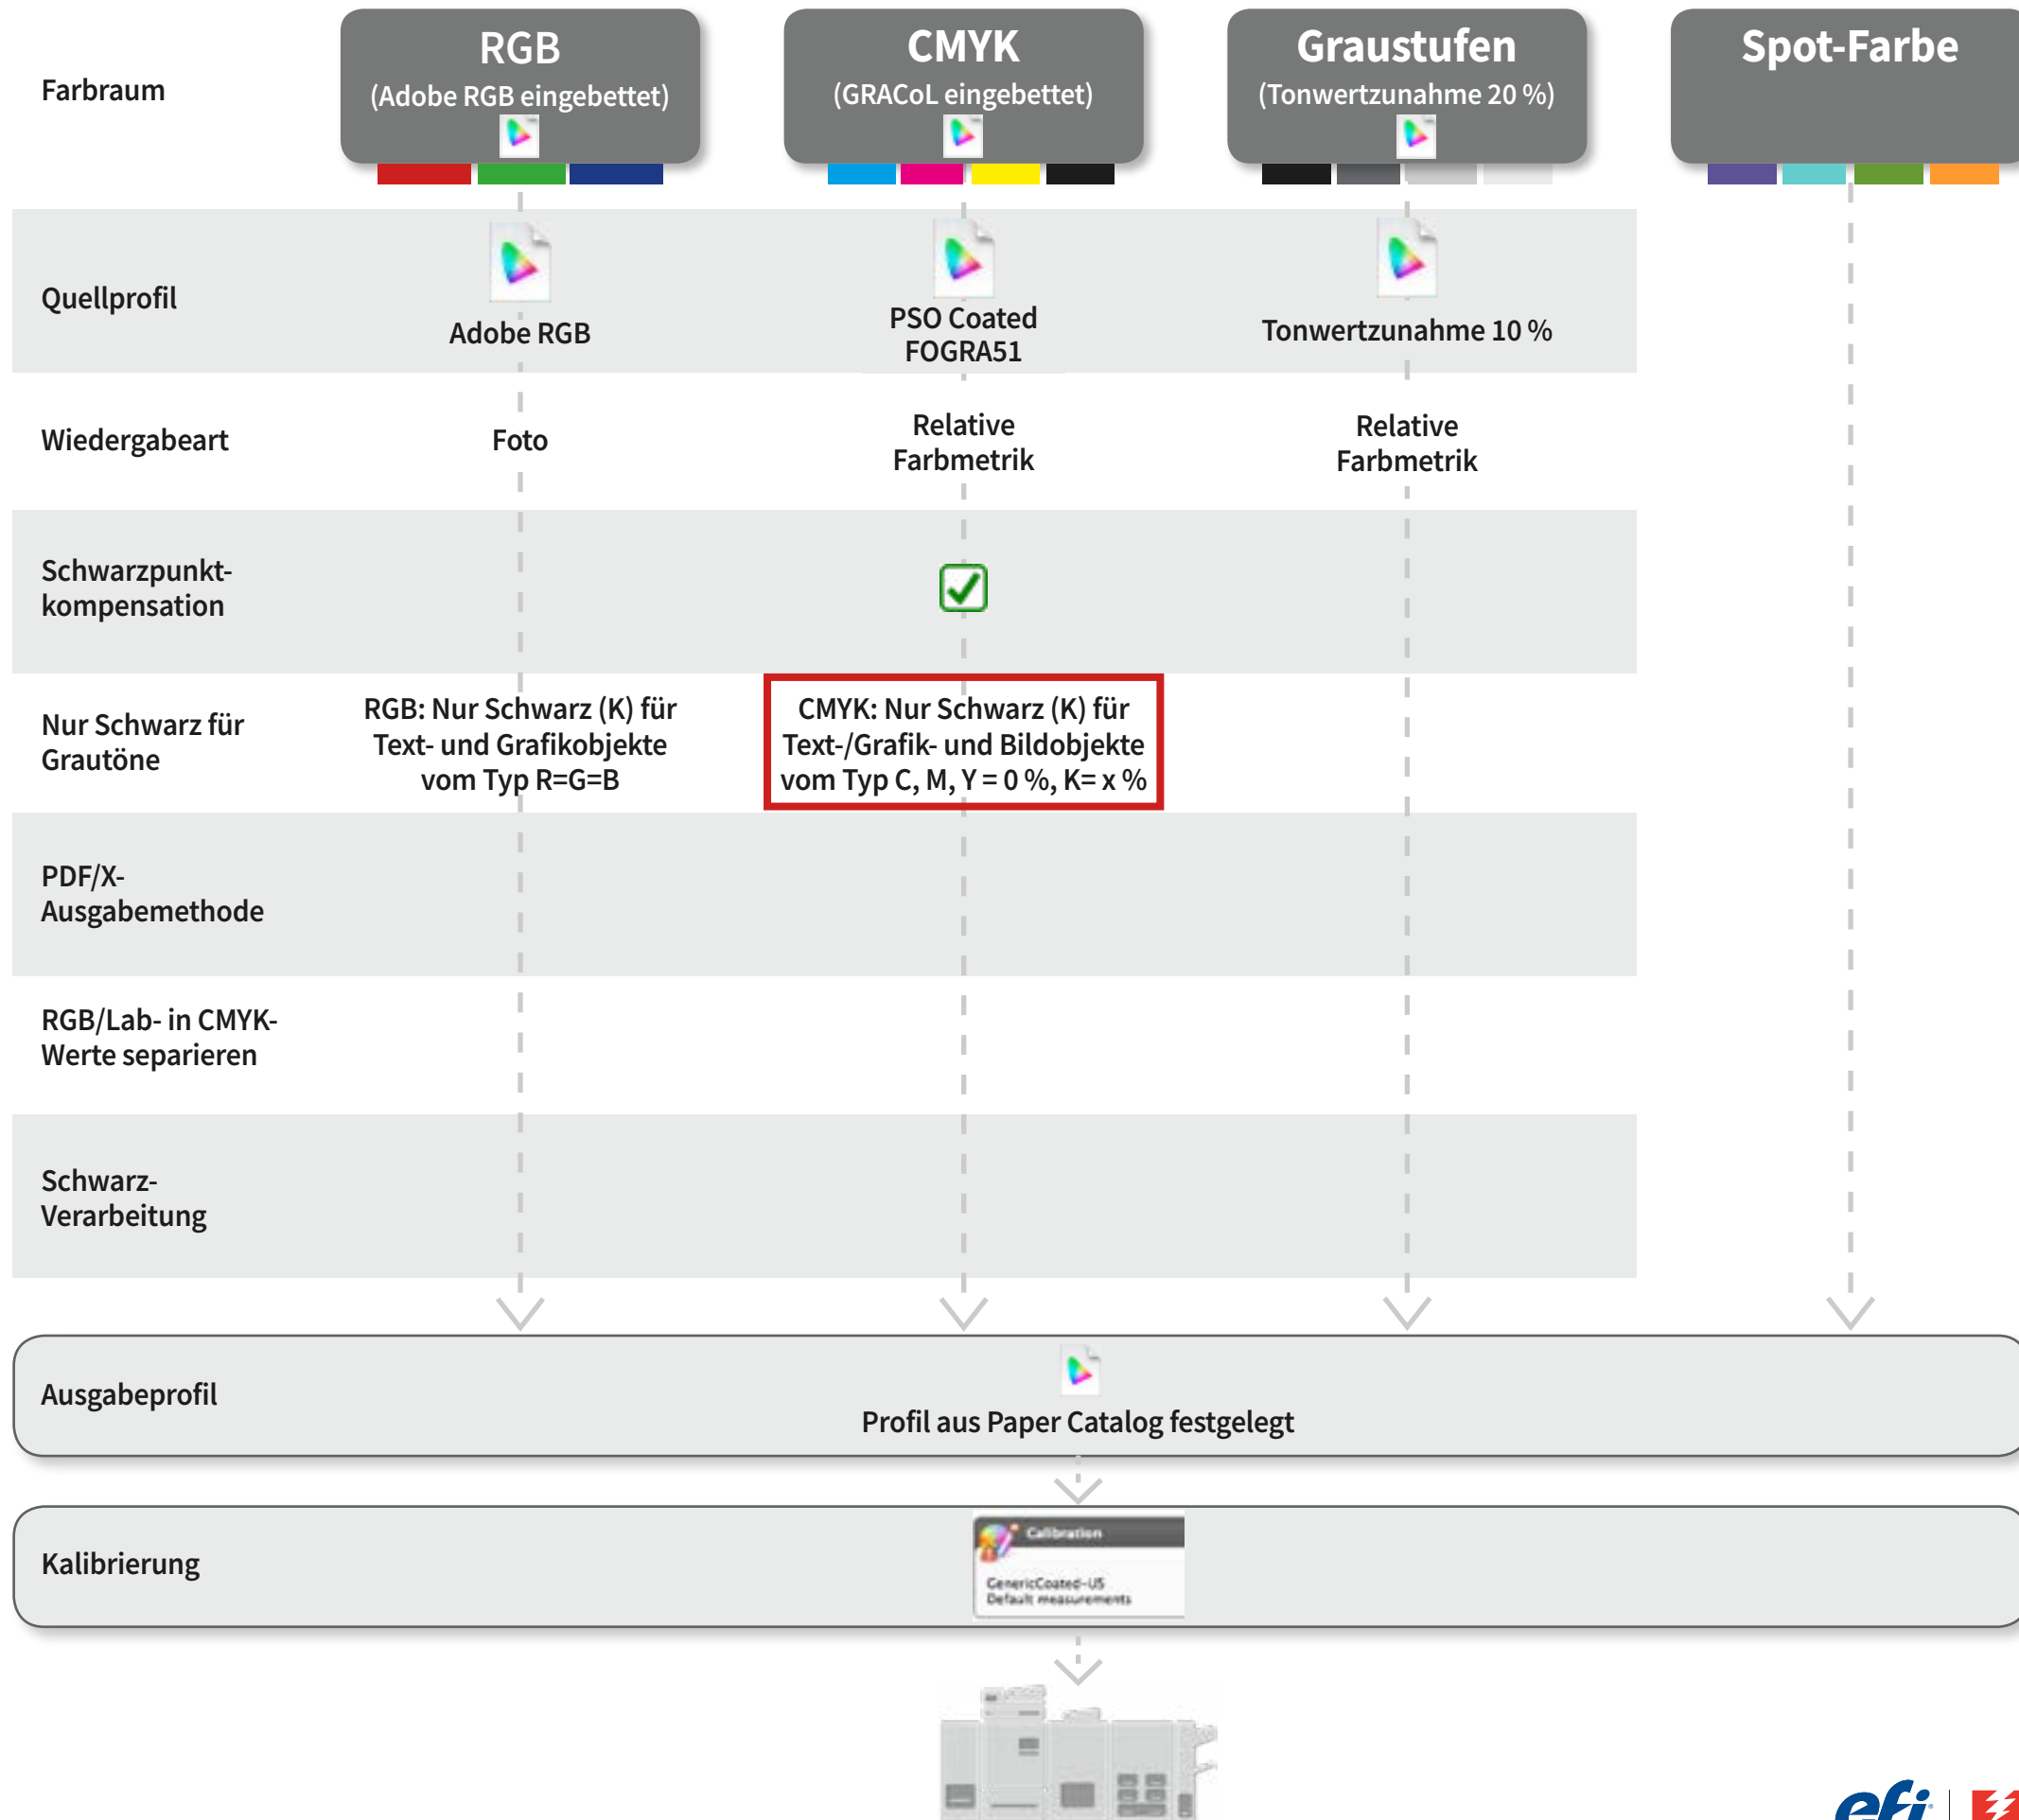 Farbraum
RGB
(Adobe RGB eingebettet)
CMYK
(GRACoL eingebettet)
Graustufen
(Tonwertzunahme 20 %)
Spot-Farbe
Quellprofil
Adobe RGB
PSO Coated
FOGRA51
Tonwertzunahme 10 %
Wiedergabeart
Foto
Relative
Farbmetrik
Relative
Farbmetrik
Schwarzpunkt-
kompensation
Nur Schwarz für
Grautöne
RGB: Nur Schwarz (K) für
Text- und Grafikobjekte
vom Typ R=G=B
CMYK: Nur Schwarz (K) für
Text-/Grafik- und Bildobjekte
vom Typ C, M, Y = 0 %, K= x %
PDF/X-
Ausgabemethode
RGB/Lab- in CMYK-
Werte separieren
Schwarz-
Verarbeitung
Ausgabeprofil
Profil aus Paper Catalog festgelegt
Kalibrierung
Calibration
GenericCoated-US
Default measurements
efi